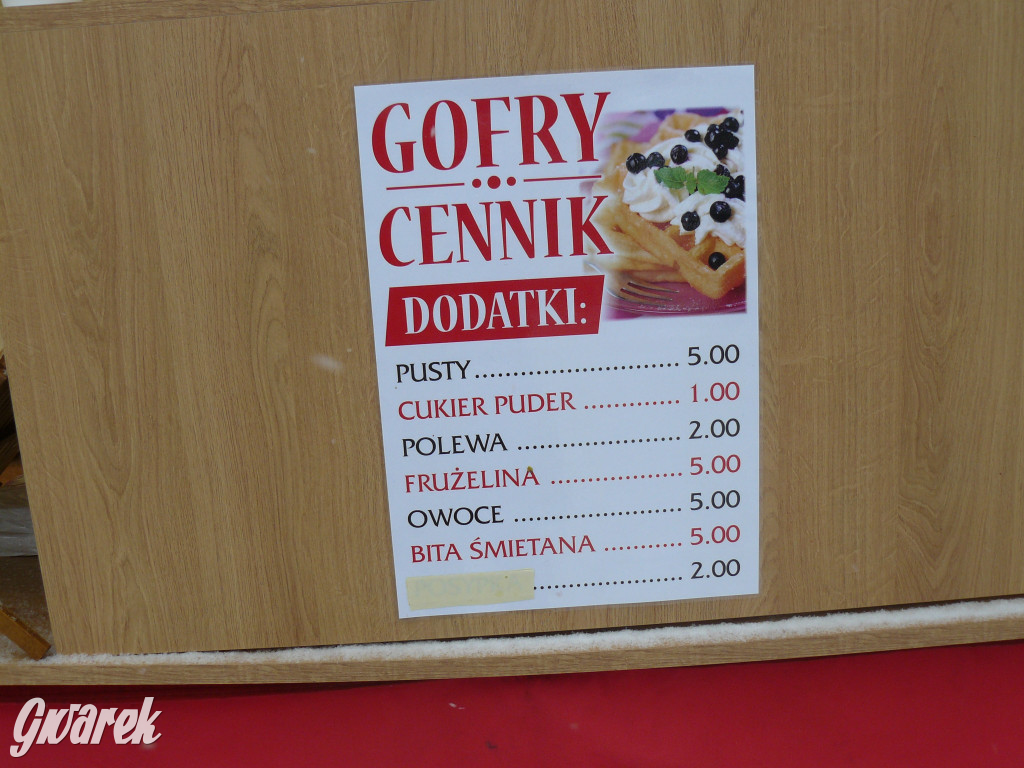 GOFRY
CENNIK
DODATKI:
PUSTY.......................... 5.00
CUKIER PUDER ............. 1.00
POLEWA ...................... 2.00
FRUŻELINA ................. 5.00
OWOCE ...................... 5.00
BITA ŚMIETANA ........... 5.00
.................... 2.00
Gwarek